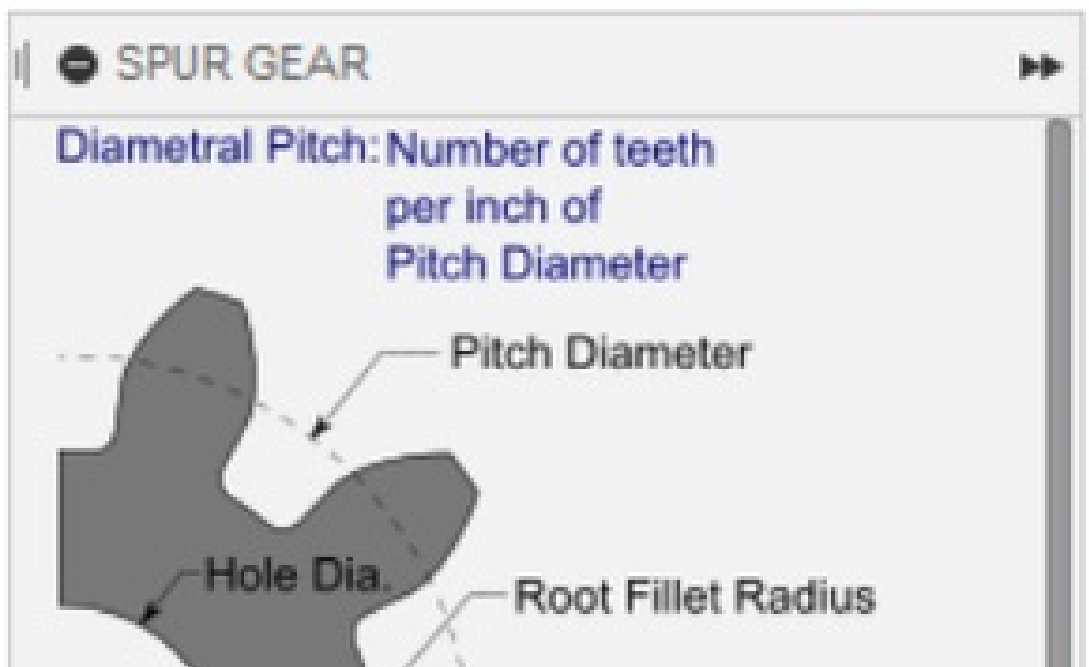 SPUR GEAR
Diametral Pitch: Number of teeth
per inch of
Pitch Diameter
Pitch Diameter
Hole Dia.
Root Fillet Radius